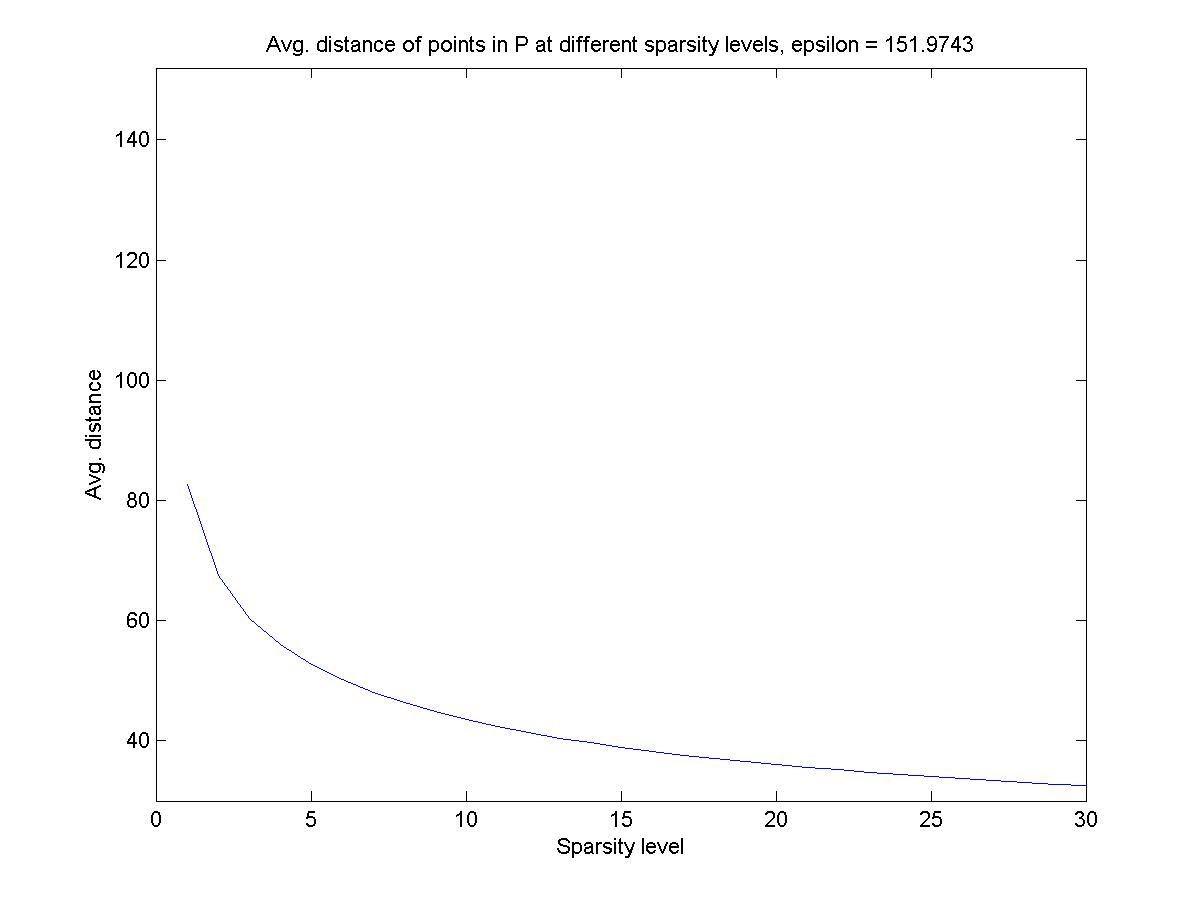 Avg. distance of points in P at different sparsity levels, epsilon = 151.9743
140
120
100
80
60
40
Avg. distance
0 5 10 15 20 25 30
Sparsity level